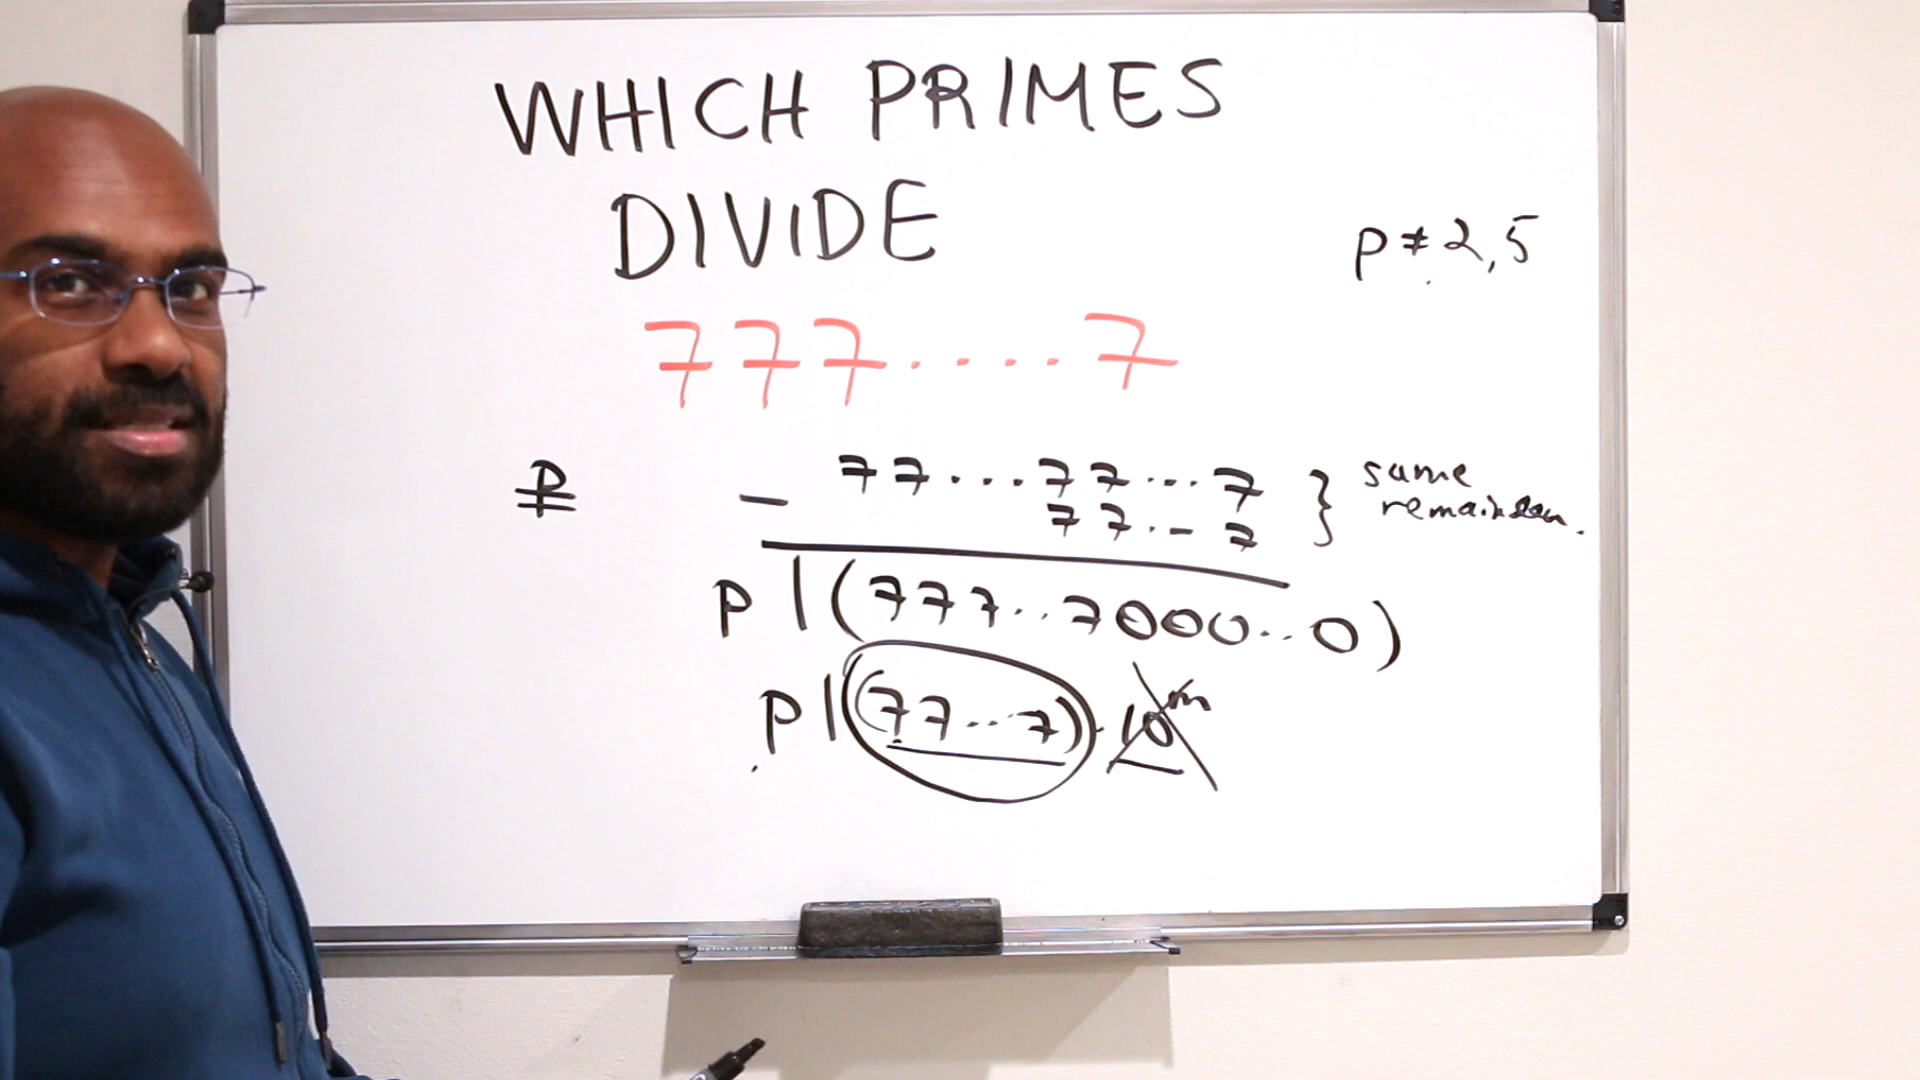 WHICH PRIMES
DIVIDE
p ≠ 2, 5
777....7
P
77...77...7
- 77..-7 } same remainder.
p | (777..7000..0)
p | (77...7) · 10^m